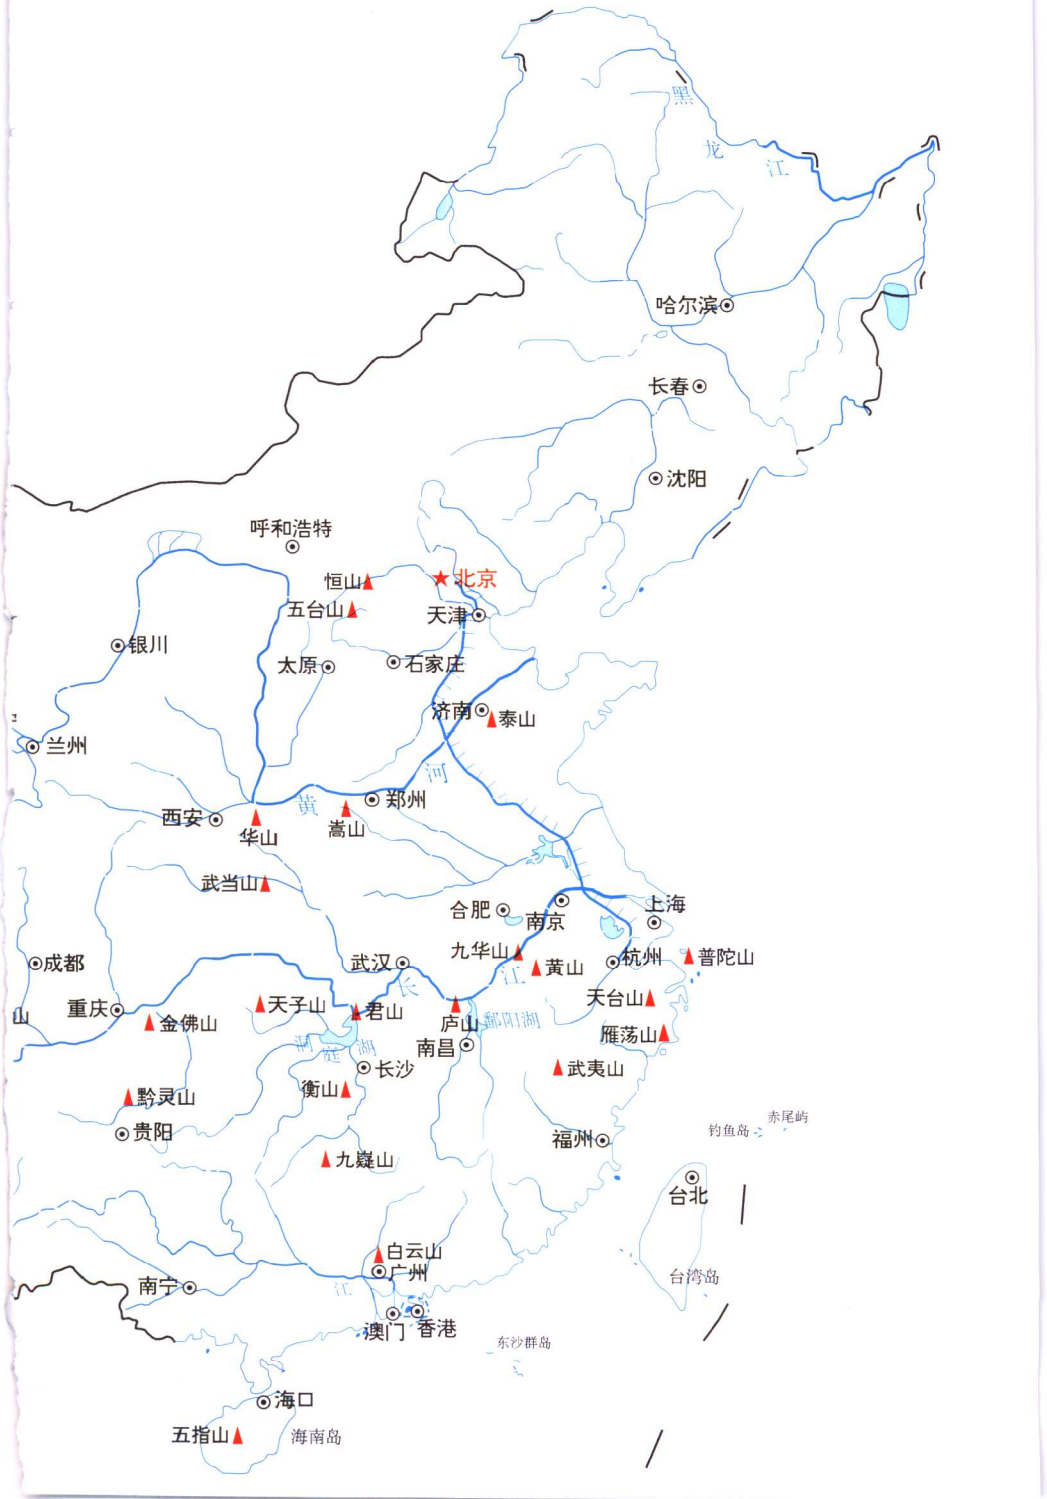 黑
龙
江
哈尔滨
长春
沈阳
呼和浩特
恒山
北京
五台山
天津
银川
太原
石家庄
济南
泰山
兰州
河
郑州
黄
西安
华山
嵩山
武当山
合肥
南京
上海
九华山
杭州
普陀山
成都
武汉
黄山
江
长
天台山
重庆
天子山
君山
山
金佛山
庐山
鄱阳湖
雁荡山
洞
庭
湖
南昌
长沙
武夷山
衡山
黔灵山
赤尾屿
钓鱼岛
贵阳
福州
九嶷山
台北
白云山
广州
台湾岛
南宁
江
澳门
香港
东沙群岛
海口
五指山
海南岛